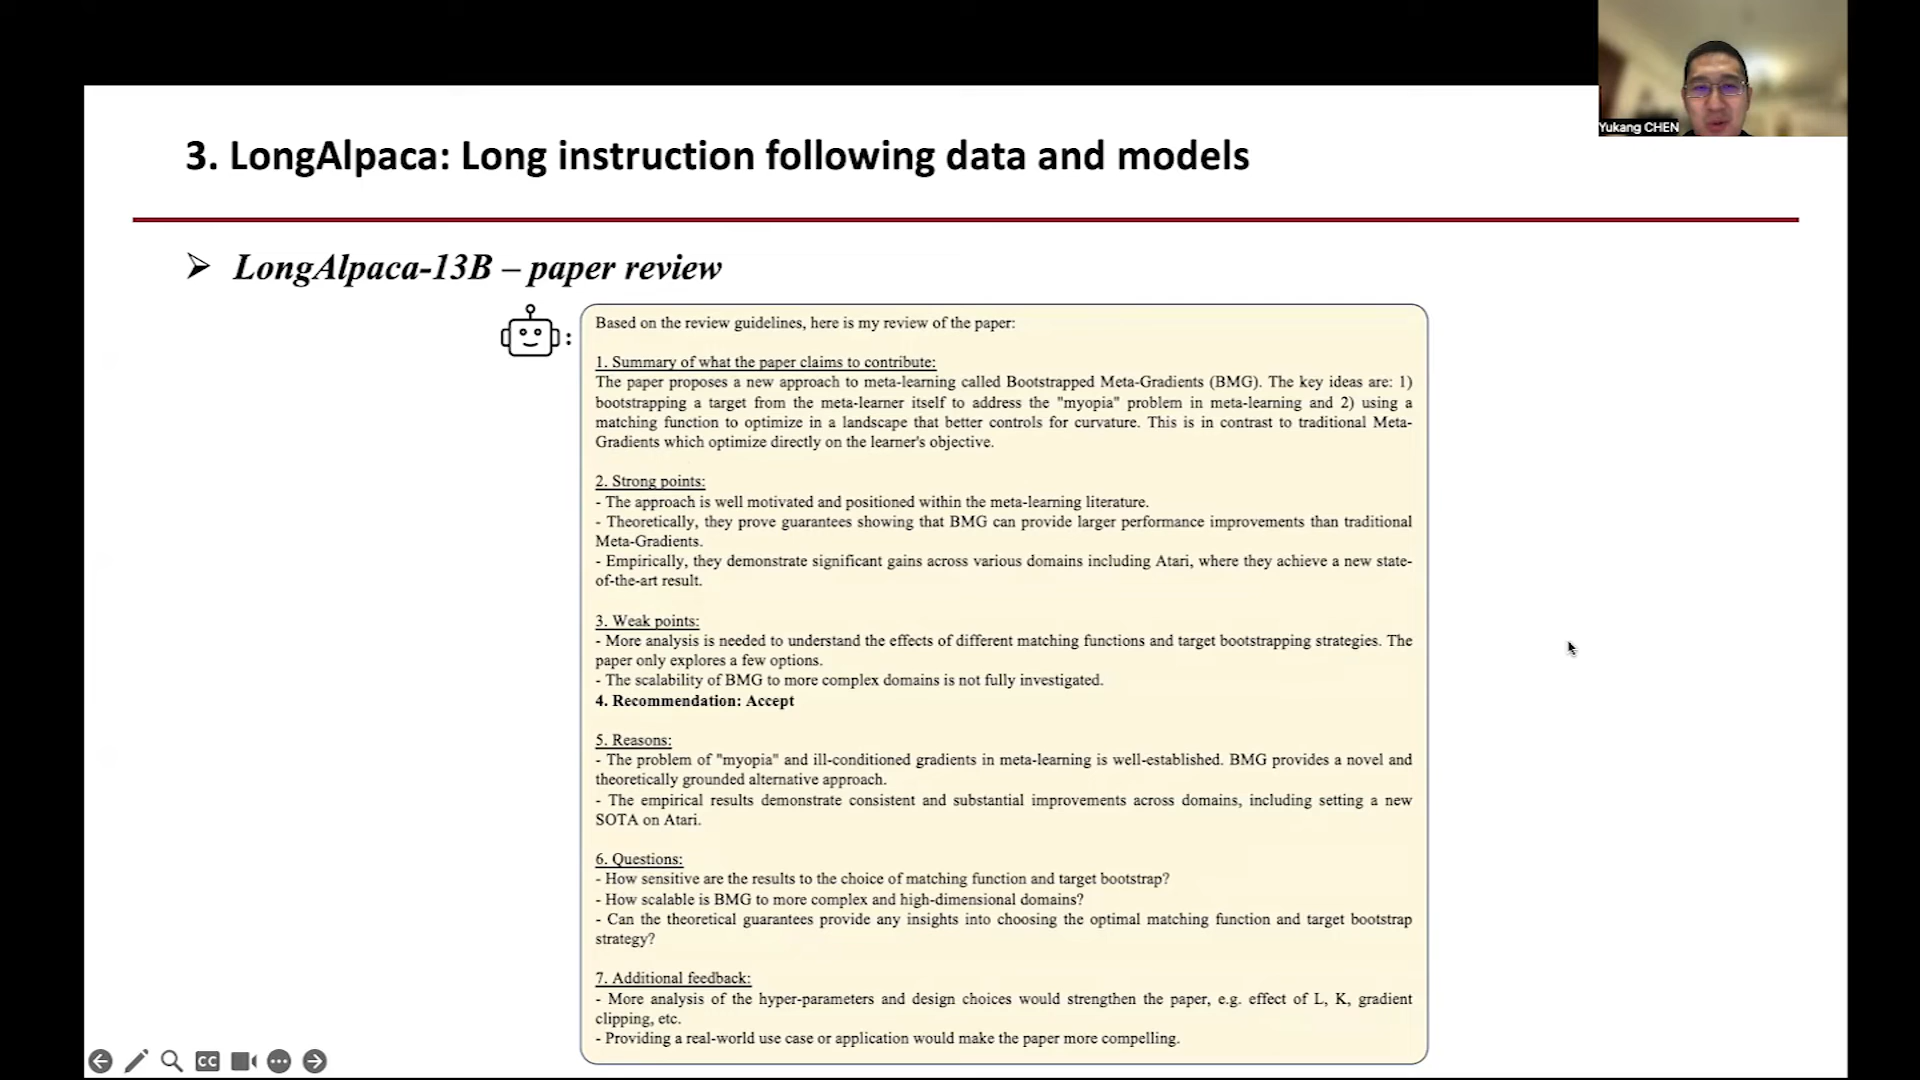 Yukang CHEN
3. LongAlpaca: Long instruction following data and models
LongAlpaca-13B – paper review
:
Based on the review guidelines, here is my review of the paper:
1. Summary of what the paper claims to contribute:
The paper proposes a new approach to meta-learning called Bootstrapped Meta-Gradients (BMG). The key ideas are: 1)
bootstrapping a target from the meta-learner itself to address the "myopia" problem in meta-learning and 2) using a
matching function to optimize in a landscape that better controls for curvature. This is in contrast to traditional Meta-
Gradients which optimize directly on the learner's objective.
2. Strong points:
- The approach is well motivated and positioned within the meta-learning literature.
- Theoretically, they prove guarantees showing that BMG can provide larger performance improvements than traditional
Meta-Gradients.
- Empirically, they demonstrate significant gains across various domains including Atari, where they achieve a new state-
of-the-art result.
3. Weak points:
- More analysis is needed to understand the effects of different matching functions and target bootstrapping strategies. The
paper only explores a few options.
- The scalability of BMG to more complex domains is not fully investigated.
4. Recommendation: Accept
5. Reasons:
- The problem of "myopia" and ill-conditioned gradients in meta-learning is well-established. BMG provides a novel and
theoretically grounded alternative approach.
- The empirical results demonstrate consistent and substantial improvements across domains, including setting a new
SOTA on Atari.
6. Questions:
- How sensitive are the results to the choice of matching function and target bootstrap?
- How scalable is BMG to more complex and high-dimensional domains?
- Can the theoretical guarantees provide any insights into choosing the optimal matching function and target bootstrap
strategy?
7. Additional feedback:
- More analysis of the hyper-parameters and design choices would strengthen the paper, e.g. effect of L, K, gradient
clipping, etc.
- Providing a real-world use case or application would make the paper more compelling.
CC